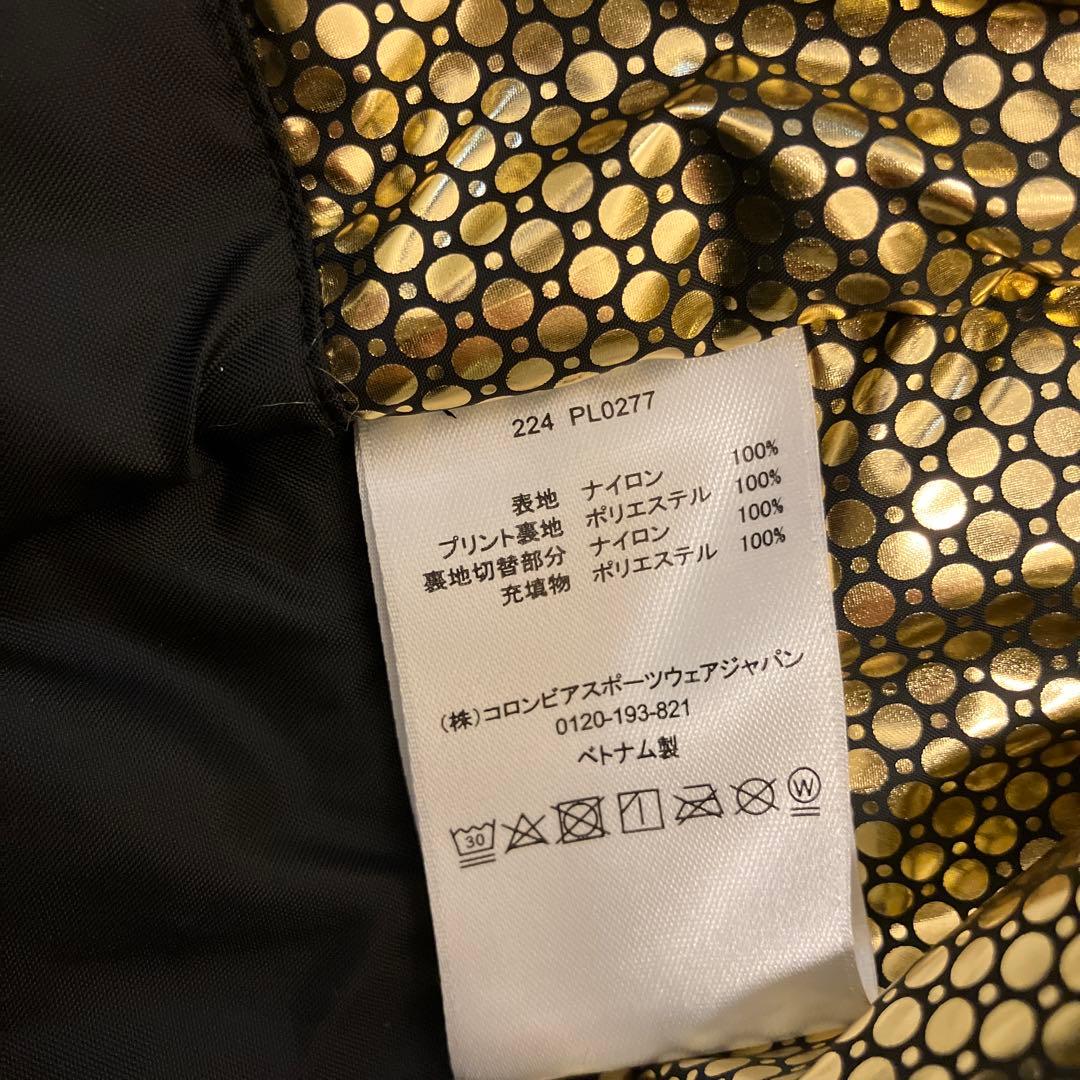 224 PL0277
表地 ナイロン 100%
プリント裏地 ポリエステル 100%
裏地切替部分 ナイロン 100%
充填物 ポリエステル 100%
(株)コロンビアスポーツウェアジャパン
0120-193-821
ベトナム製
30 W